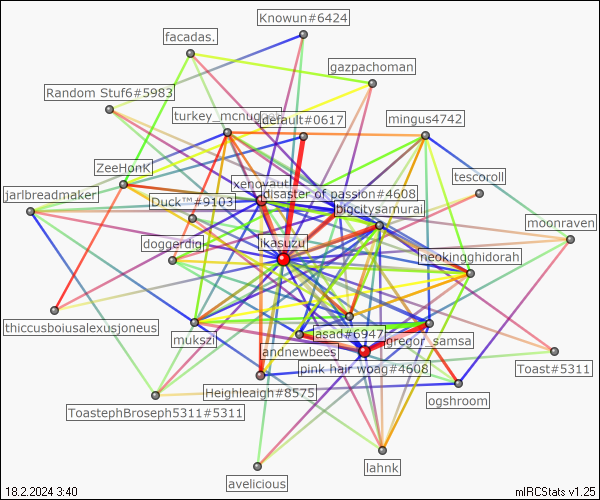 Knowun#6424
facadas.
gazpachoman
Random Stuf6#5983
turkey_mcnugget
default#0617
mingus4742
ZeeHonK
xenovault
tescoroll
jarlbreadmaker
Duck™#9103
disaster of passion#4608
bigcitysamurai
moonraven
doggerdig
ikasuzu
neokingghidorah
thiccusboiusalexusjoneus
mukszi
asad#6947
gregor_samsa
andnewbees
pink hair woag#4608
Toast#5311
Heighleaigh#8575
ogshroom
ToastephBroseph5311#5311
lahnk
avelicious
18.2.2024 3:40
mIRCStats v1.25